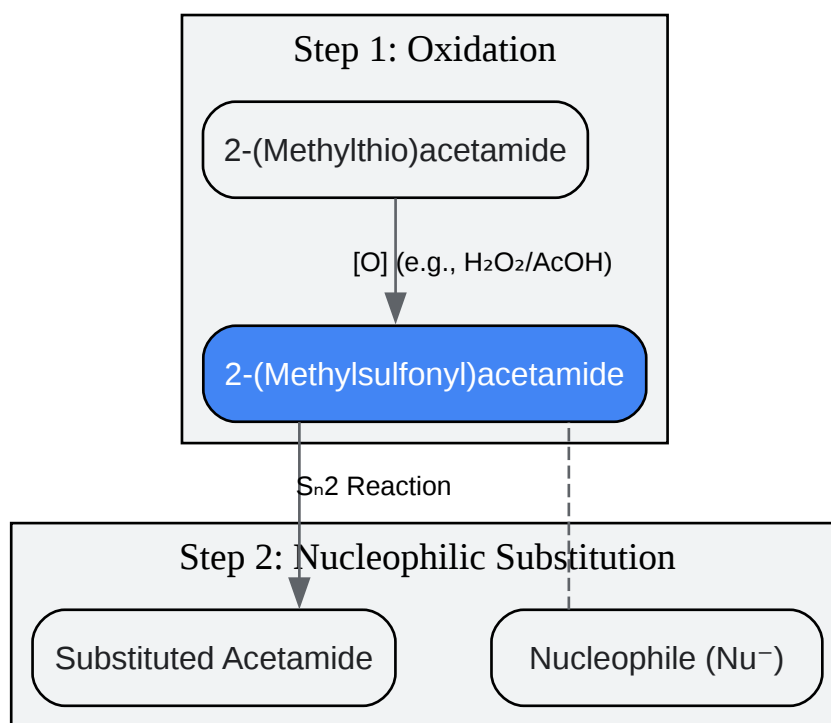 Step 1: Oxidation
2-(Methylthio)acetamide
[O] (e.g., H₂O₂/AcOH)
2-(Methylsulfonyl)acetamide
Sₙ2 Reaction
Step 2: Nucleophilic Substitution
Substituted Acetamide
Nucleophile (Nu⁻)